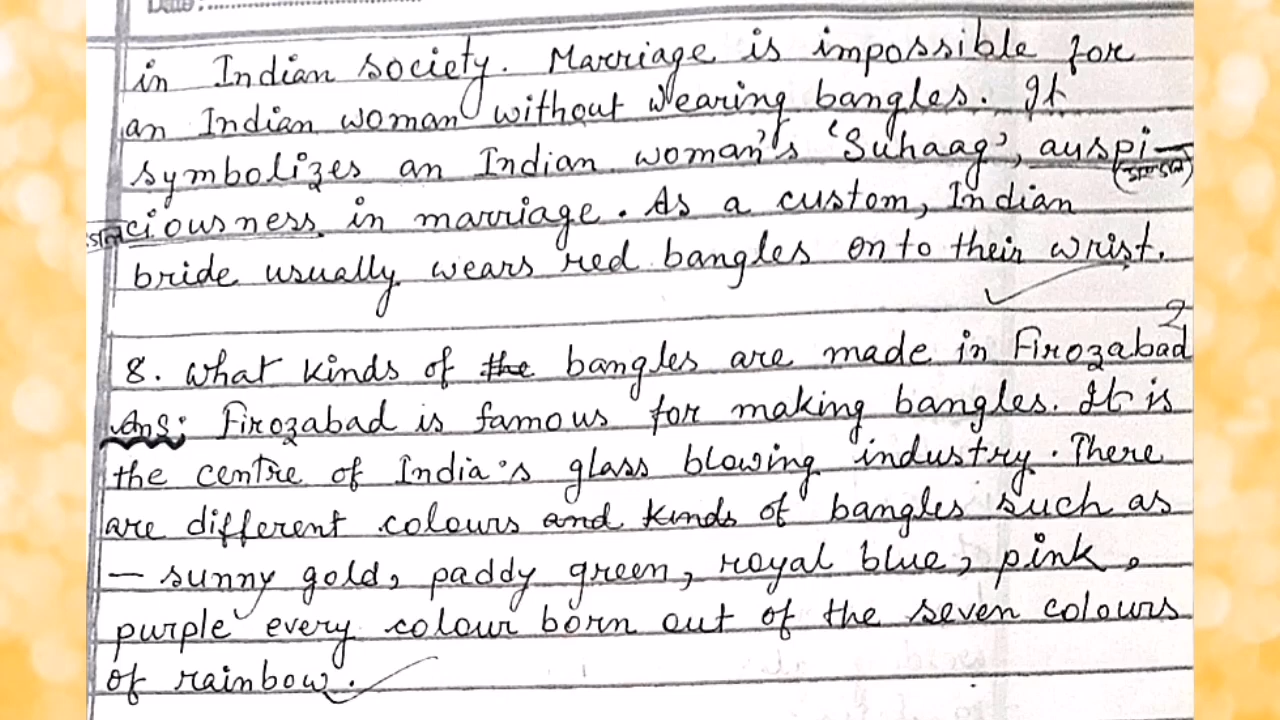 Date :
in Indian society. Marriage is impossible for
an Indian woman without wearing bangles. It
symbolizes an Indian woman's 'Suhaag', auspi-
ciousness in marriage. As a custom, Indian
bride usually wears red bangles on to their wrist.
8. What kinds of the bangles are made in Firozabad?
Ans: Firozabad is famous for making bangles. It is
the centre of India's glass blowing industry. There
are different colours and kinds of bangles such as
— sunny gold, paddy green, royal blue, pink,
purple every colour born out of the seven colours
of rainbow.